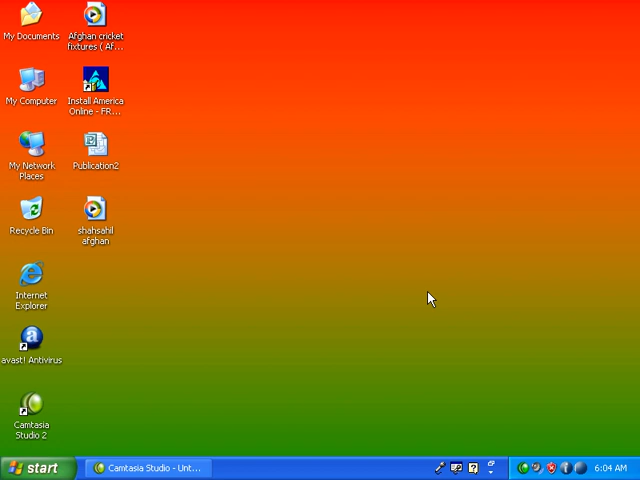 My Documents
Afghan cricket
fixtures ( Af...
My Computer
Install America
Online - FR...
My Network
Places
Publication2
Recycle Bin
shahsahil
afghan
Internet
Explorer
avast! Antivirus
Camtasia
Studio 2
start
Camtasia Studio - Unt...
6:04 AM